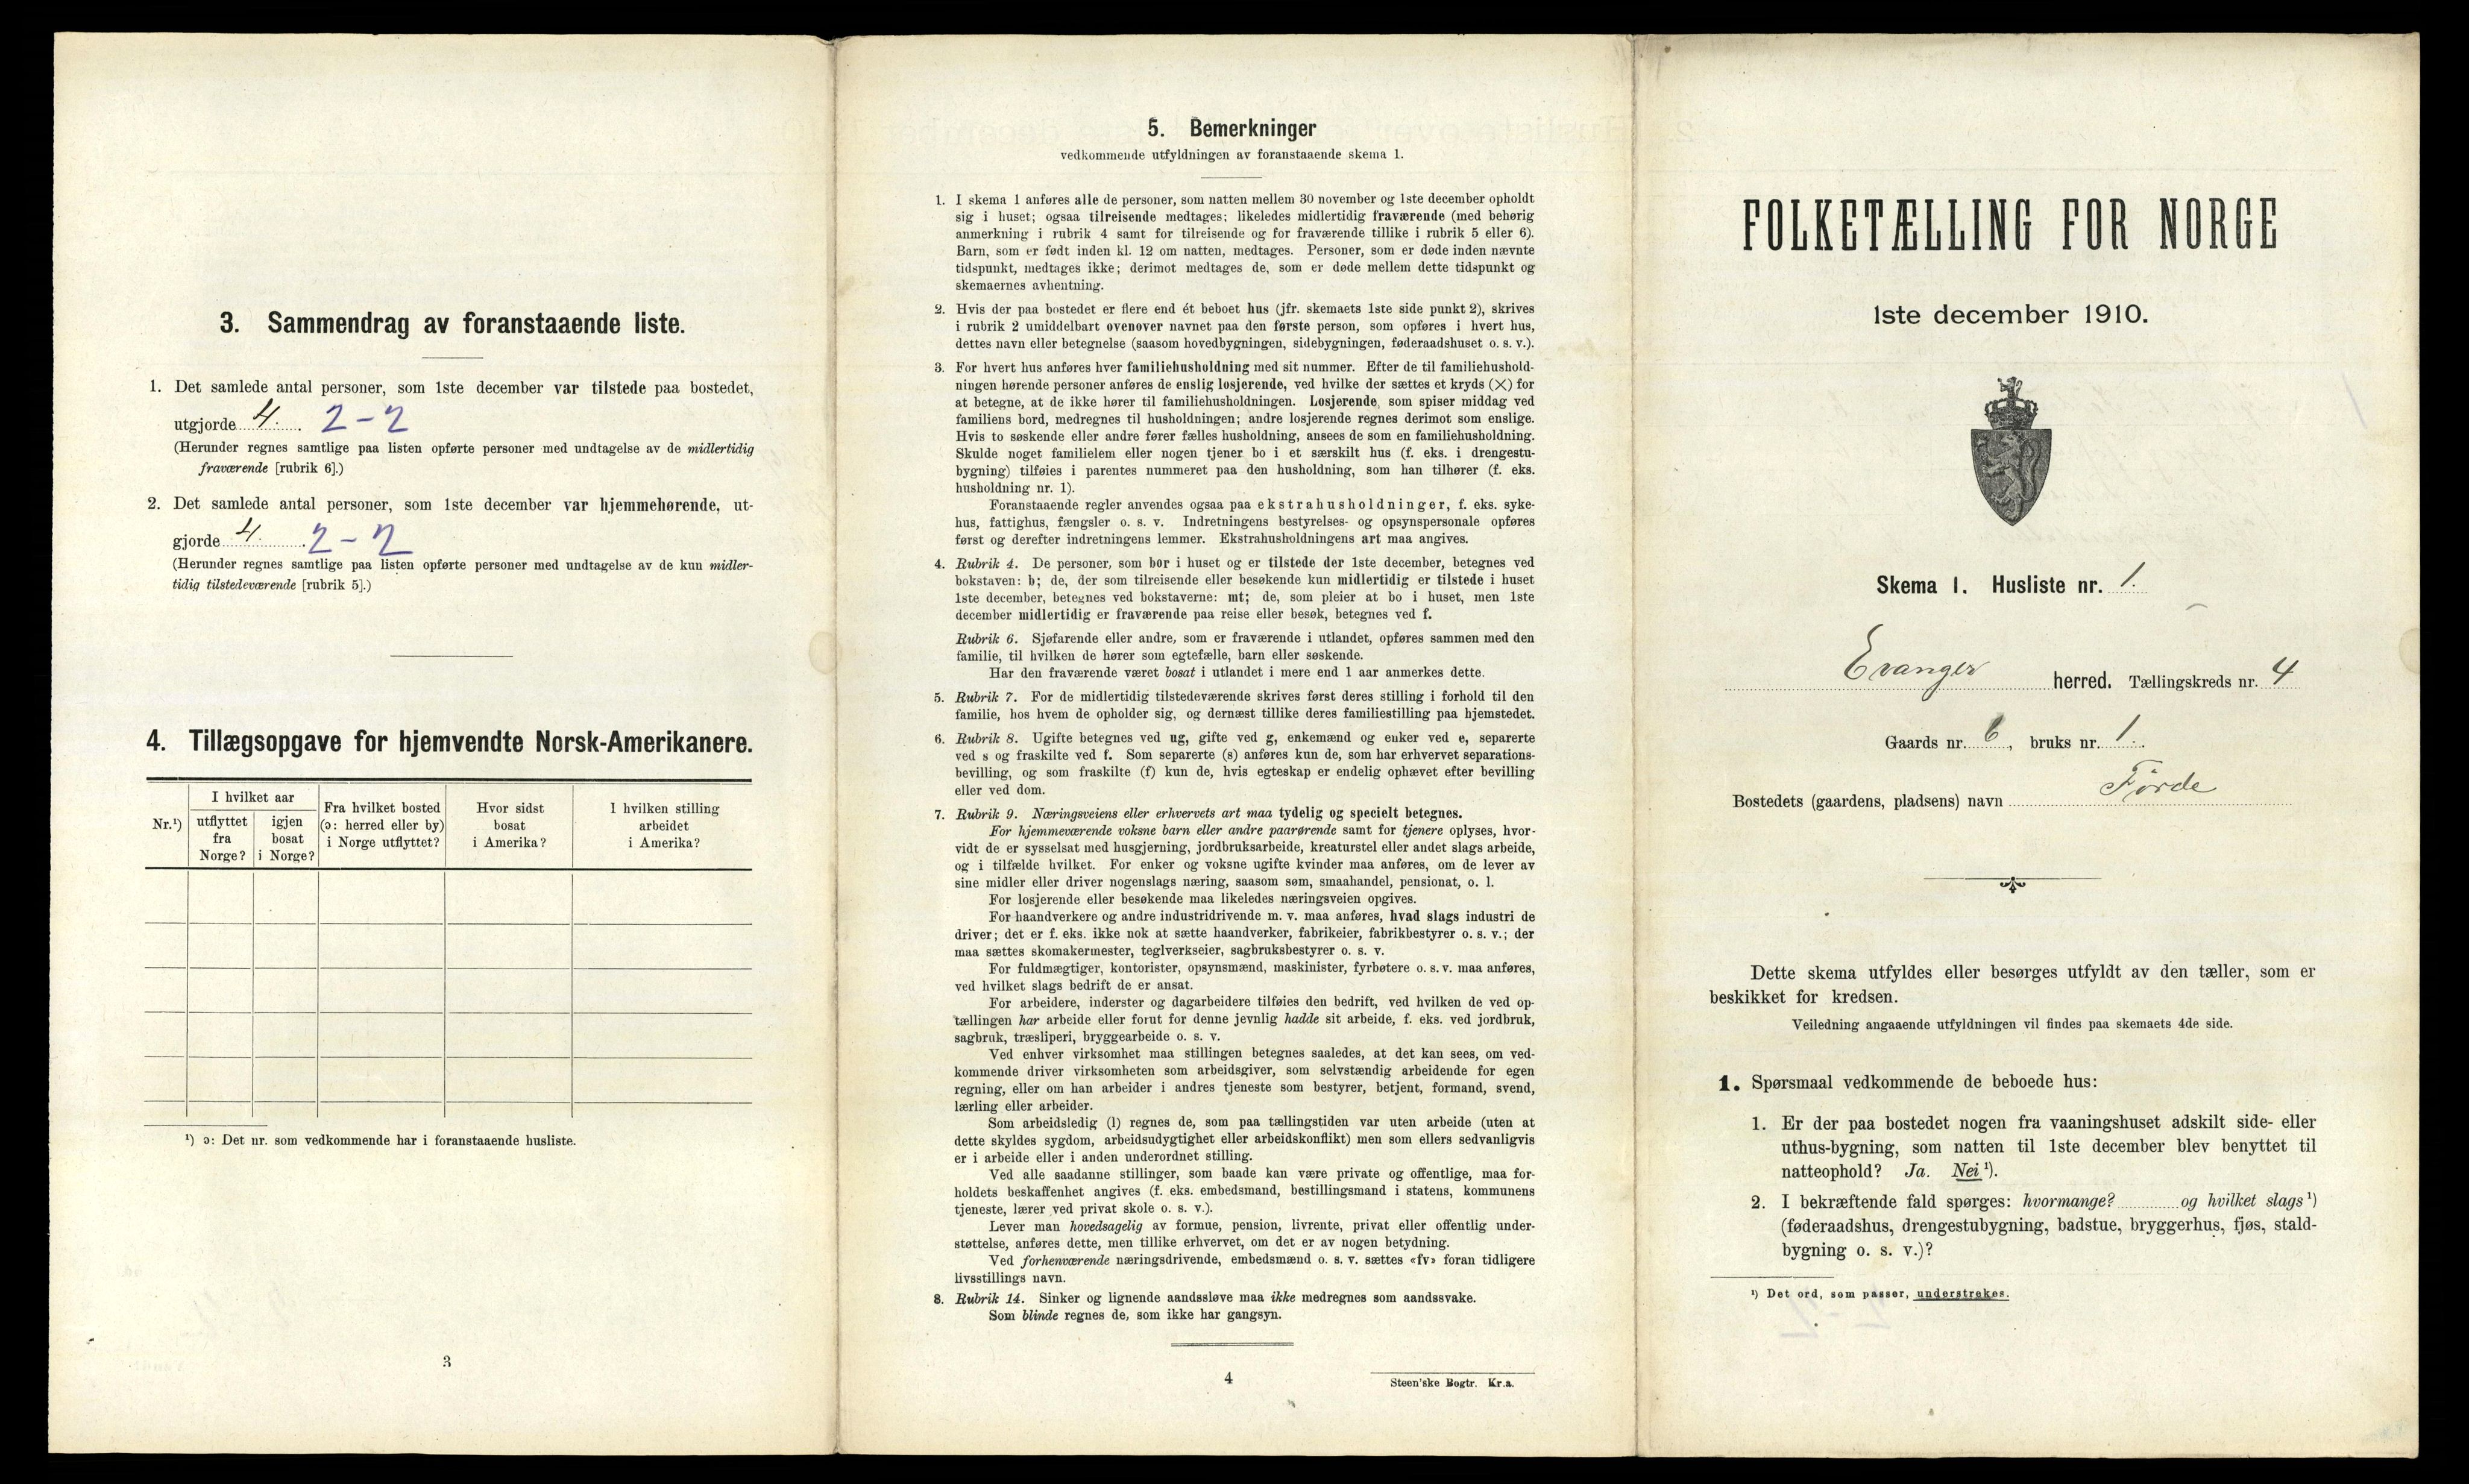 3. Sammendrag av foranstaaende liste.
1. Det samlede antal personer, som 1ste december var tilstede paa bostedet,
utgjorde 4. 2-2
(Herunder regnes samtlige paa listen opførte personer med undtagelse av de midlertidig
fraværende [rubrik 6].)
2. Det samlede antal personer, som 1ste december var hjemmehørende, ut-
gjorde 4. 2-2
(Herunder regnes samtlige paa listen opførte personer med undtagelse av de kun midler-
tidig tilstedeværende [rubrik 5].)
4. Tillægsopgave for hjemvendte Norsk-Amerikanere.
Nr.¹)
I hvilket aar
utflyttet
fra
Norge?
igjen
bosat
i Norge?
Fra hvilket bosted
(ɔ: herred eller by)
i Norge utflyttet?
Hvor sidst
bosat
i Amerika?
I hvilken stilling
arbeidet
i Amerika?
¹) ɔ: Det nr. som vedkommende har i foranstaaende husliste.
3
5. Bemerkninger
vedkommende utfyldningen av foranstaaende skema 1.
1. I skema 1 anføres alle de personer, som natten mellem 30 november og 1ste december opholdt
sig i huset; ogsaa tilreisende medtages; likeledes midlertidig fraværende (med behørig
anmerkning i rubrik 4 samt for tilreisende og for fraværende tillike i rubrik 5 eller 6).
Barn, som er født inden kl. 12 om natten, medtages. Personer, som er døde inden nævnte
tidspunkt, medtages ikke; derimot medtages de, som er døde mellem dette tidspunkt og
skemaernes avhentning.
2. Hvis der paa bostedet er flere end ét beboet hus (jfr. skemaets 1ste side punkt 2), skrives
i rubrik 2 umiddelbart ovenover navnet paa den første person, som opføres i hvert hus,
dettes navn eller betegnelse (saasom hovedbygningen, sidebygningen, føderaadshuset o. s. v.).
3. For hvert hus anføres hver familiehusholdning med sit nummer. Efter de til familiehushold-
ningen hørende personer anføres de enslig losjerende, ved hvilke der sættes et kryds (×) for
at betegne, at de ikke hører til familiehusholdningen. Losjerende, som spiser middag ved
familiens bord, medregnes til husholdningen; andre losjerende regnes derimot som enslige.
Hvis to søskende eller andre fører fælles husholdning, ansees de som en familiehusholdning.
Skulde noget familielem eller nogen tjener bo i et særskilt hus (f. eks. i drengestu-
bygning) tilføies i parentes nummeret paa den husholdning, som han tilhører (f. eks.
husholdning nr. 1).
Foranstaaende regler anvendes ogsaa paa ekstrahusholdninger, f. eks. syke-
hus, fattighus, fængsler o. s. v. Indretningens bestyrelses- og opsynspersonale opføres
først og derefter indretningens lemmer. Ekstrahusholdningens art maa angives.
4. Rubrik 4. De personer, som bor i huset og er tilstede der 1ste december, betegnes ved
bokstaven: b; de, der som tilreisende eller besøkende kun midlertidig er tilstede i huset
1ste december, betegnes ved bokstaverne: mt; de, som pleier at bo i huset, men 1ste
december midlertidig er fraværende paa reise eller besøk, betegnes ved f.
Rubrik 6. Sjøfarende eller andre, som er fraværende i utlandet, opføres sammen med den
familie, til hvilken de hører som egtefælle, barn eller søskende.
Har den fraværende været bosat i utlandet i mere end 1 aar anmerkes dette.
5. Rubrik 7. For de midlertidig tilstedeværende skrives først deres stilling i forhold til den
familie, hos hvem de opholder sig, og dernæst tillike deres familiestilling paa hjemstedet.
6. Rubrik 8. Ugifte betegnes ved ug, gifte ved g, enkemænd og enker ved e, separerte
ved s og fraskilte ved f. Som separerte (s) anføres kun de, som har erhvervet separations-
bevilling, og som fraskilte (f) kun de, hvis egteskap er endelig ophævet efter bevilling
eller ved dom.
7. Rubrik 9. Næringsveiens eller erhvervets art maa tydelig og specielt betegnes.
For hjemmeværende voksne barn eller andre paarørende samt for tjenere oplyses, hvor-
vidt de er sysselsat med husgjerning, jordbruksarbeide, kreaturstel eller andet slags arbeide,
og i tilfælde hvilket. For enker og voksne ugifte kvinder maa anføres, om de lever av
sine midler eller driver nogenslags næring, saasom søm, smaahandel, pensionat, o. l.
For losjerende eller besøkende maa likeledes næringsveien opgives.
For haandverkere og andre industridrivende m. v. maa anføres, hvad slags industri de
driver; det er f. eks. ikke nok at sætte haandverker, fabrikeier, fabrikbestyrer o. s. v.; der
maa sættes skomakermester, teglverkseier, sagbruksbestyrer o. s. v.
For fuldmægtiger, kontorister, opsynsmænd, maskinister, fyrbøtere o. s. v. maa anføres,
ved hvilket slags bedrift de er ansat.
For arbeidere, inderster og dagarbeidere tilføies den bedrift, ved hvilken de ved op-
tællingen har arbeide eller forut for denne jevnlig hadde sit arbeide, f. eks. ved jordbruk,
sagbruk, træsliperi, bryggearbeide o. s. v.
Ved enhver virksomhet maa stillingen betegnes saaledes, at det kan sees, om ved-
kommende driver virksomheten som arbeidsgiver, som selvstændig arbeidende for egen
regning, eller om han arbeider i andres tjeneste som bestyrer, betjent, formand, svend,
lærling eller arbeider.
Som arbeidsledig (l) regnes de, som paa tællingstiden var uten arbeide (uten at
dette skyldes sygdom, arbeidsudygtighet eller arbeidskonflikt) men som ellers sedvanligvis
er i arbeide eller i anden underordnet stilling.
Ved alle saadanne stillinger, som baade kan være private og offentlige, maa for-
holdets beskaffenhet angives (f. eks. embedsmand, bestillingsmand i statens, kommunens
tjeneste, lærer ved privat skole o. s. v.).
Lever man hovedsagelig av formue, pension, livrente, privat eller offentlig under-
støttelse, anføres dette, men tillike erhvervet, om det er av nogen betydning.
Ved forhenværende næringsdrivende, embedsmænd o. s. v. sættes «fv» foran tidligere
livsstillings navn.
8. Rubrik 14. Sinker og lignende aandssløve maa ikke medregnes som aandssvake.
Som blinde regnes de, som ikke har gangsyn.
4
Steen'ske Bogtr. Kr.a.
FOLKETÆLLING FOR NORGE
1ste december 1910.
Skema 1. Husliste nr. 1.
Evanger herred. Tællingskreds nr. 4
Gaards nr. 6, bruks nr. 1.
Bostedets (gaardens, pladsens) navn Førde
Dette skema utfyldes eller besørges utfyldt av den tæller, som er
beskikket for kredsen.
Veiledning angaaende utfyldningen vil findes paa skemaets 4de side.
1. Spørsmaal vedkommende de beboede hus:
1. Er der paa bostedet nogen fra vaaningshuset adskilt side- eller
uthus-bygning, som natten til 1ste december blev benyttet til
natteophold? Ja. Nei ¹).
2. I bekræftende fald spørges: hvormange? og hvilket slags ¹)
(føderaadshus, drengestubygning, badstue, bryggerhus, fjøs, stald-
bygning o. s. v.)?
¹) Det ord, som passer, understrekes.